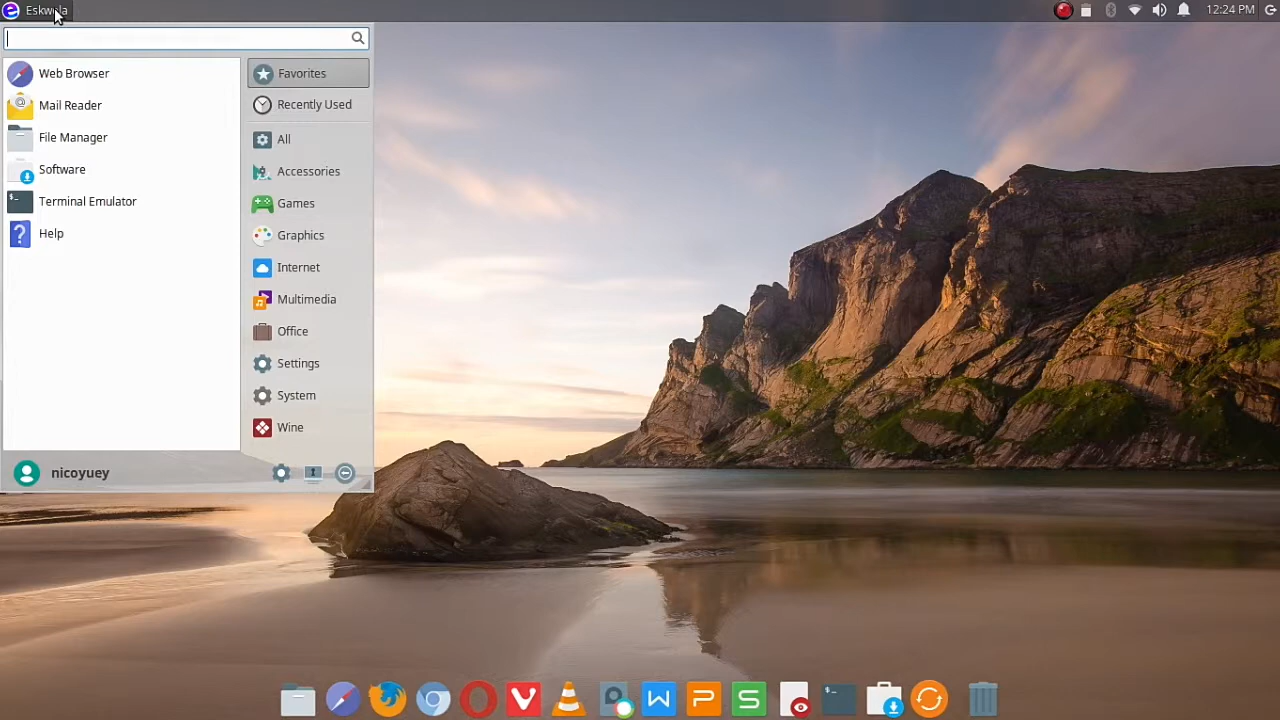 Eskwela
12:24 PM
Web Browser
Mail Reader
File Manager
Software
Terminal Emulator
Help
Favorites
Recently Used
All
Accessories
Games
Graphics
Internet
Multimedia
Office
Settings
System
Wine
nicoyuey